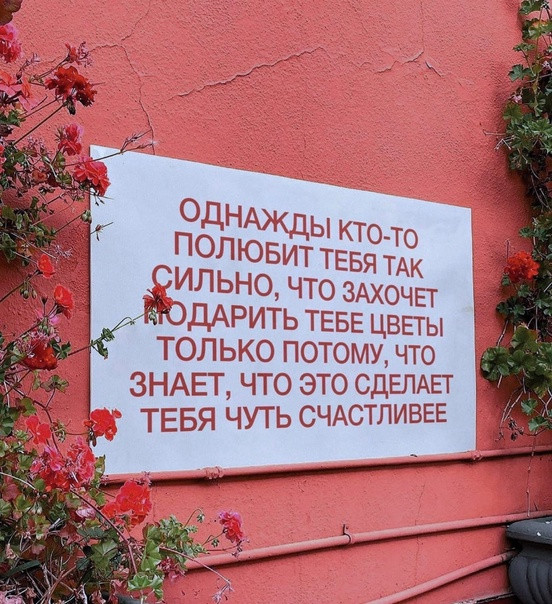 ОДНАЖДЫ КТО-ТО
ПОЛЮБИТ ТЕБЯ ТАК
СИЛЬНО, ЧТО ЗАХОЧЕТ
ПОДАРИТЬ ТЕБЕ ЦВЕТЫ
ТОЛЬКО ПОТОМУ, ЧТО
ЗНАЕТ, ЧТО ЭТО СДЕЛАЕТ
ТЕБЯ ЧУТЬ СЧАСТЛИВЕЕ